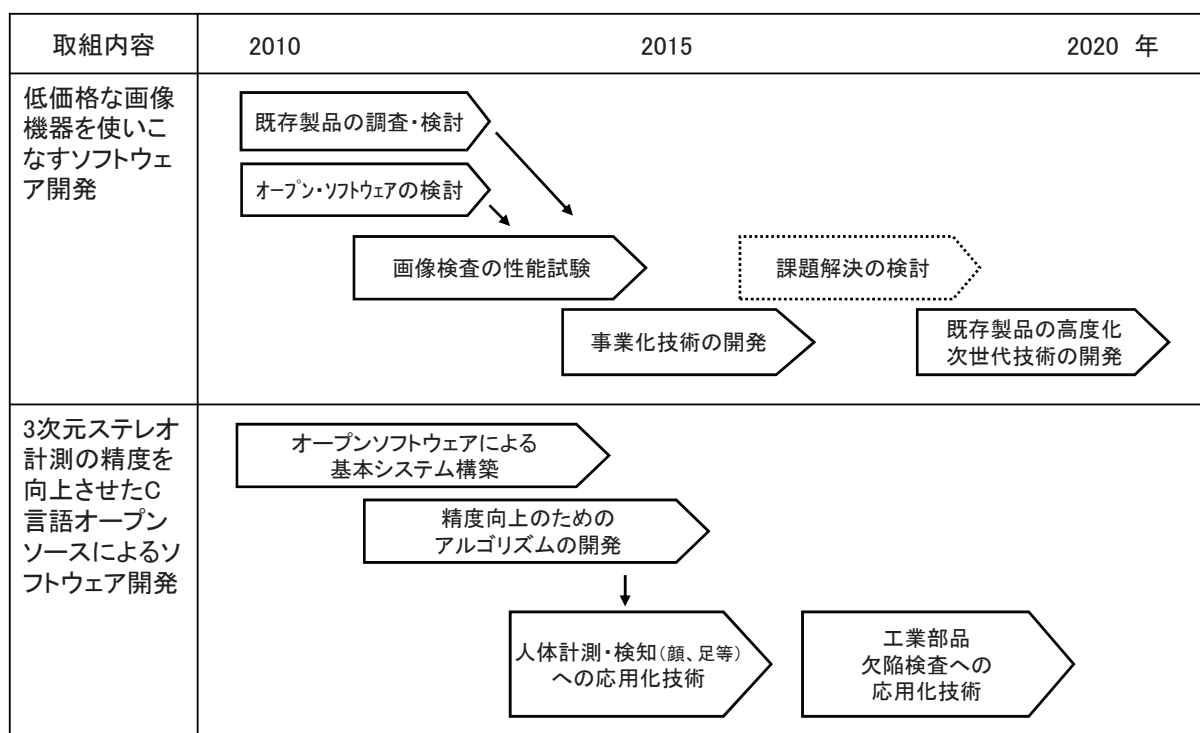 取組内容
2010
2015
2020 年
低価格な画像
機器を使いこ
なすソフトウェ
ア開発
既存製品の調査・検討
オープン・ソフトウェアの検討
画像検査の性能試験
課題解決の検討
事業化技術の開発
既存製品の高度化
次世代技術の開発
3次元ステレオ
計測の精度を
向上させたC
言語オープン
ソースによるソ
フトウェア開発
オープンソフトウェアによる
基本システム構築
精度向上のための
アルゴリズムの開発
人体計測・検知(顔、足等)
への応用化技術
工業部品
欠陥検査への
応用化技術